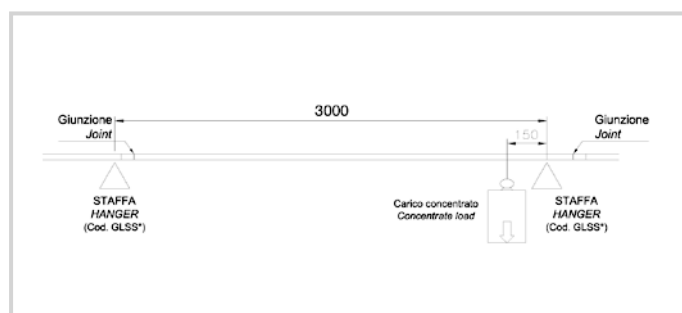 3000
Giunzione
Joint
Giunzione
Joint
150
STAFFA
HANGER
(Cod. GLSS*)
Carico concentrato
Concentrate load
STAFFA
HANGER
(Cod. GLSS*)